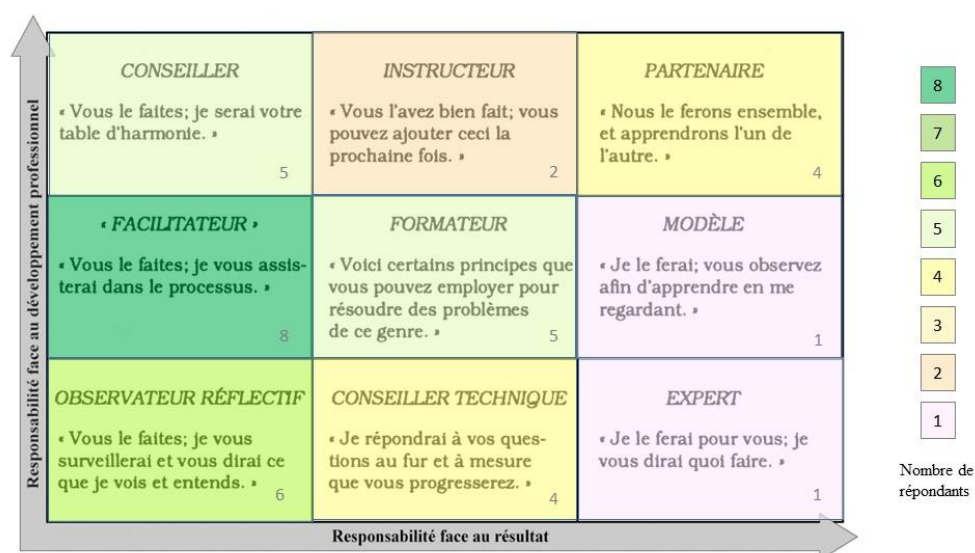 Responsabilité face au développement professionnel
CONSEILLER
« Vous le faites; je serai votre
table d'harmonie. »
5
INSTRUCTEUR
« Vous l'avez bien fait; vous
pouvez ajouter ceci la
prochaine fois. »
2
PARTENAIRE
« Nous le ferons ensemble,
et apprendrons l'un de
l'autre. »
4
« FACILITATEUR »
« Vous le faites; je vous assis-
terai dans le processus. »
8
FORMATEUR
« Voici certains principes que
vous pouvez employer pour
résoudre des problèmes
de ce genre. »
5
MODÈLE
« Je le ferai; vous observez
afin d'apprendre en me
regardant. »
1
OBSERVATEUR RÉFLECTIF
« Vous le faites; je vous
surveillerai et vous dirai ce
que je vois et entends. »
6
CONSEILLER TECHNIQUE
« Je répondrai à vos ques-
tions au fur et à mesure
que vous progresserez. »
4
EXPERT
« Je le ferai pour vous; je
vous dirai quoi faire. »
1
Responsabilité face au résultat
8
7
6
5
4
3
2
1
Nombre de
répondants